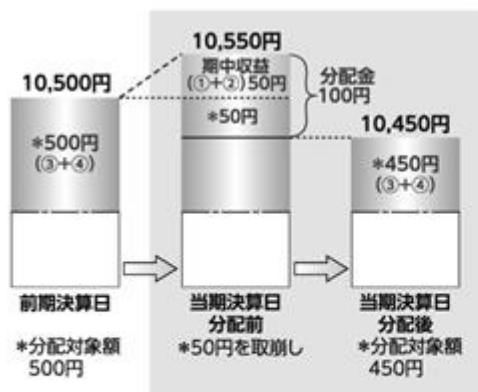 10,500円
＊500円
(③+④)
前期決算日
＊分配対象額
500円
10,550円
期中収益
(①+②)50円
＊50円
分配金
100円
当期決算日
分配前
＊50円を取崩し
10,450円
＊450円
(③+④)
当期決算日
分配後
＊分配対象額
450円